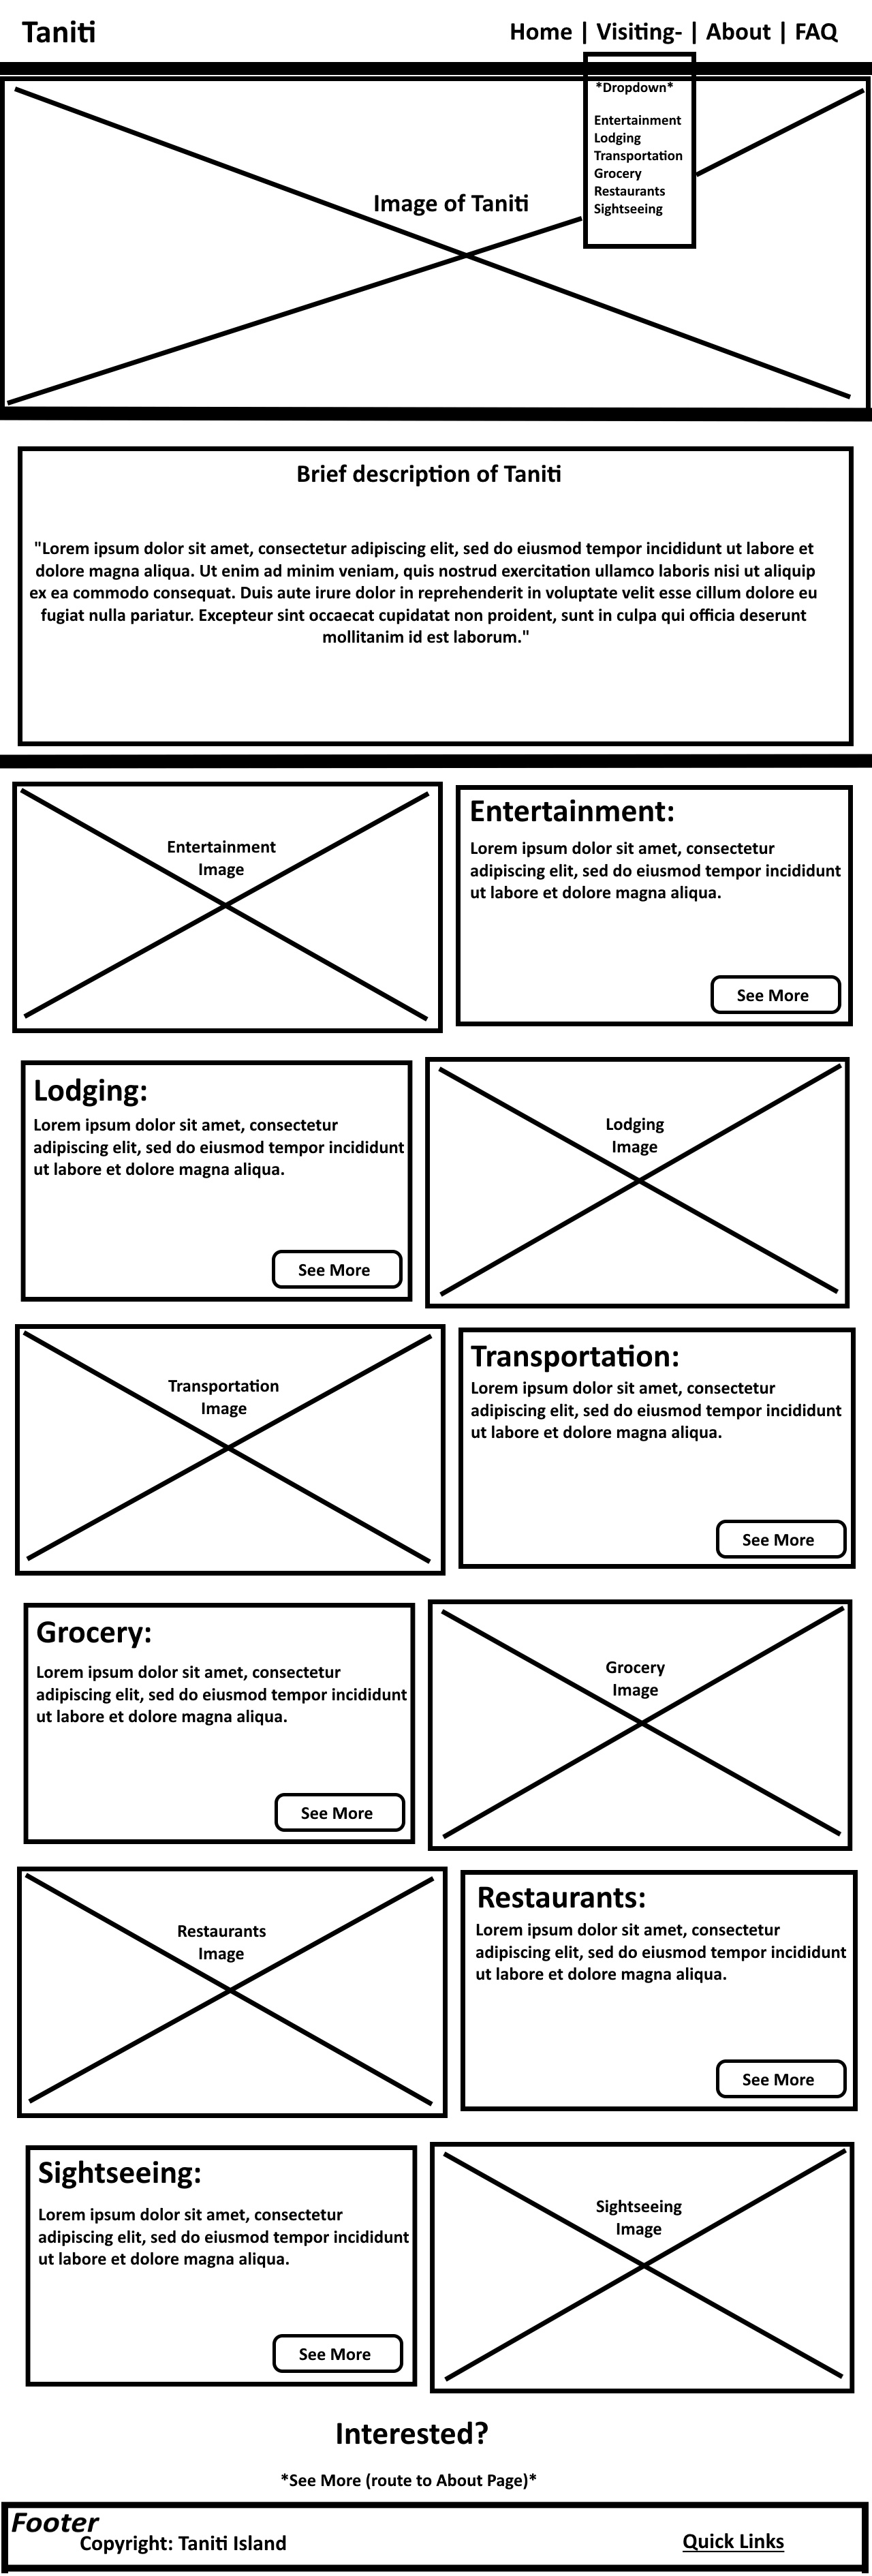 Taniti
Home | Visiting- | About | FAQ
*Dropdown*
Entertainment
Lodging
Transportation
Grocery
Restaurants
Sightseeing
Image of Taniti
Brief description of Taniti
"Lorem ipsum dolor sit amet, consectetur adipiscing elit, sed do eiusmod tempor incididunt ut labore et
dolore magna aliqua. Ut enim ad minim veniam, quis nostrud exercitation ullamco laboris nisi ut aliquip
ex ea commodo consequat. Duis aute irure dolor in reprehenderit in voluptate velit esse cillum dolore eu
fugiat nulla pariatur. Excepteur sint occaecat cupidatat non proident, sunt in culpa qui officia deserunt
mollitanim id est laborum."
Entertainment
Image
Entertainment:
Lorem ipsum dolor sit amet, consectetur
adipiscing elit, sed do eiusmod tempor incididunt
ut labore et dolore magna aliqua.
See More
Lodging:
Lorem ipsum dolor sit amet, consectetur
adipiscing elit, sed do eiusmod tempor incididunt
ut labore et dolore magna aliqua.
See More
Lodging
Image
Transportation
Image
Transportation:
Lorem ipsum dolor sit amet, consectetur
adipiscing elit, sed do eiusmod tempor incididunt
ut labore et dolore magna aliqua.
See More
Grocery:
Lorem ipsum dolor sit amet, consectetur
adipiscing elit, sed do eiusmod tempor incididunt
ut labore et dolore magna aliqua.
See More
Grocery
Image
Restaurants
Image
Restaurants:
Lorem ipsum dolor sit amet, consectetur
adipiscing elit, sed do eiusmod tempor incididunt
ut labore et dolore magna aliqua.
See More
Sightseeing:
Lorem ipsum dolor sit amet, consectetur
adipiscing elit, sed do eiusmod tempor incididunt
ut labore et dolore magna aliqua.
See More
Sightseeing
Image
Interested?
*See More (route to About Page)*
Footer
Copyright: Taniti Island
Quick Links